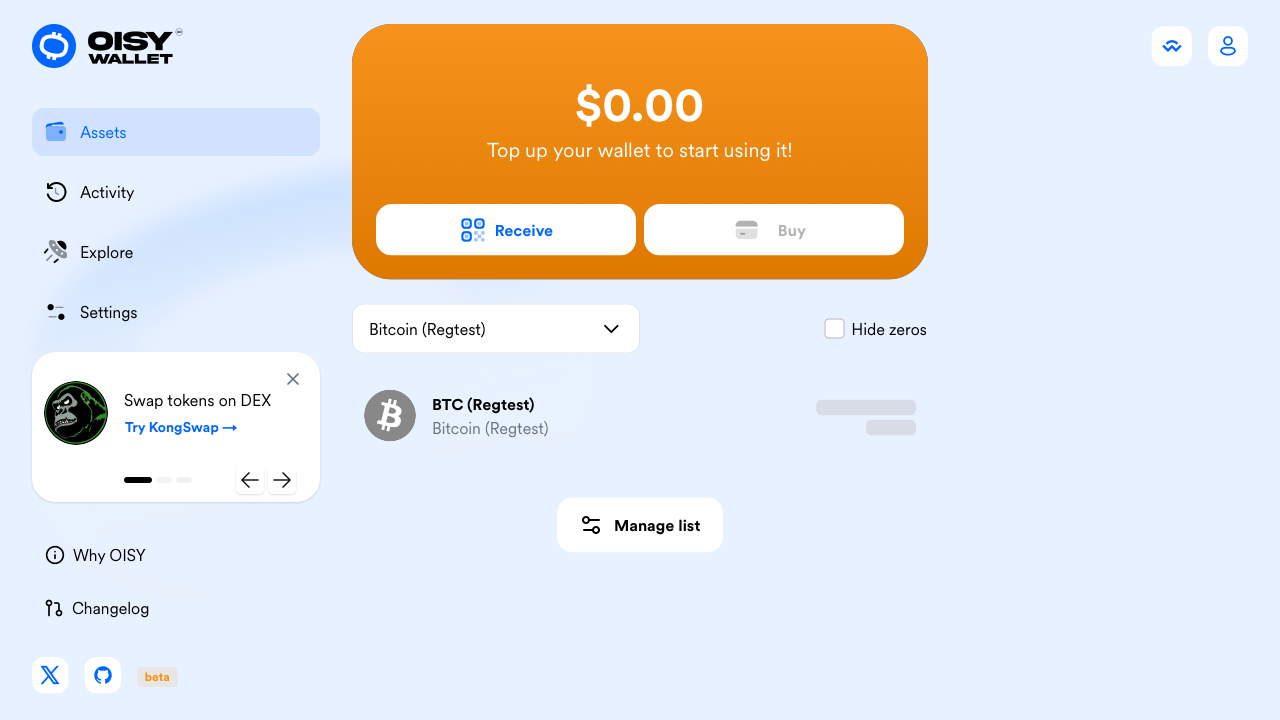 OISY
WALLET
Assets
Activity
Explore
Settings
Swap tokens on DEX
Try KongSwap →
Why OISY
Changelog
beta
$0.00
Top up your wallet to start using it!
Receive
Buy
Bitcoin (Regtest)
Hide zeros
BTC (Regtest)
Bitcoin (Regtest)
Manage list